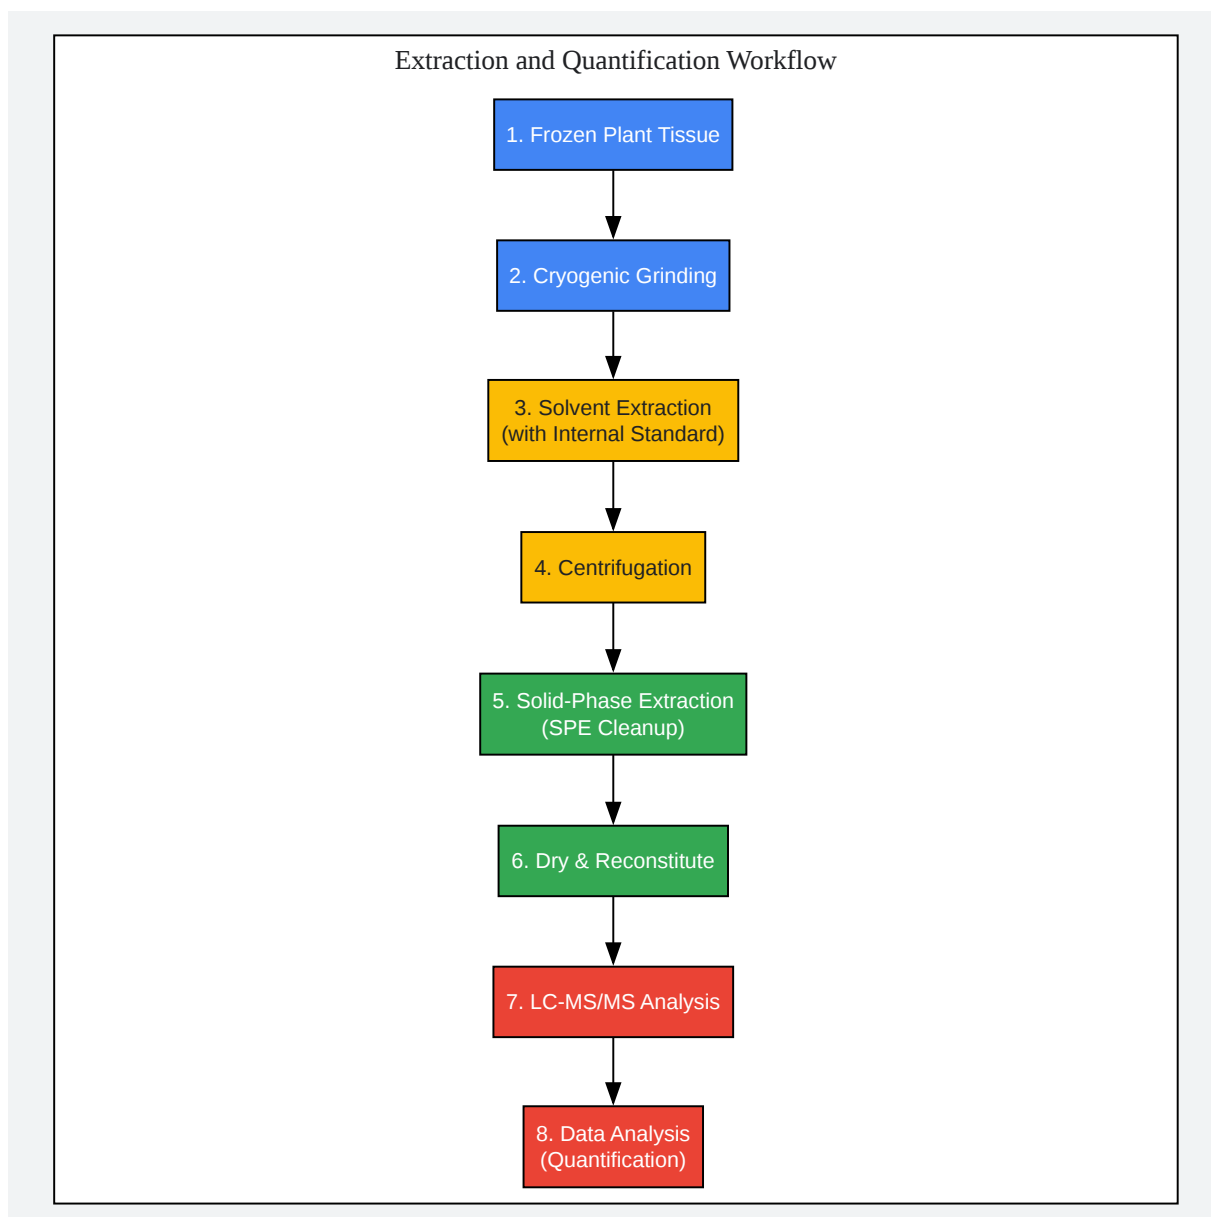 Extraction and Quantification Workflow
1. Frozen Plant Tissue
2. Cryogenic Grinding
3. Solvent Extraction
(with Internal Standard)
4. Centrifugation
5. Solid-Phase Extraction
(SPE Cleanup)
6. Dry & Reconstitute
7. LC-MS/MS Analysis
8. Data Analysis
(Quantification)